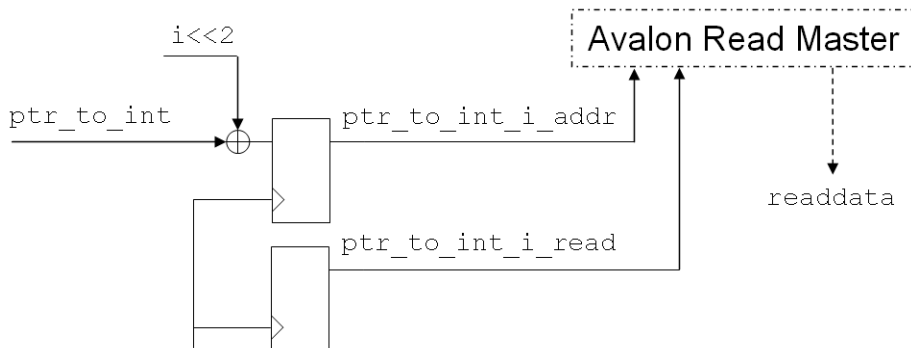 i<<2
Avalon Read Master
ptr_to_int
ptr_to_int_i_addr
readdata
ptr_to_int_i_read